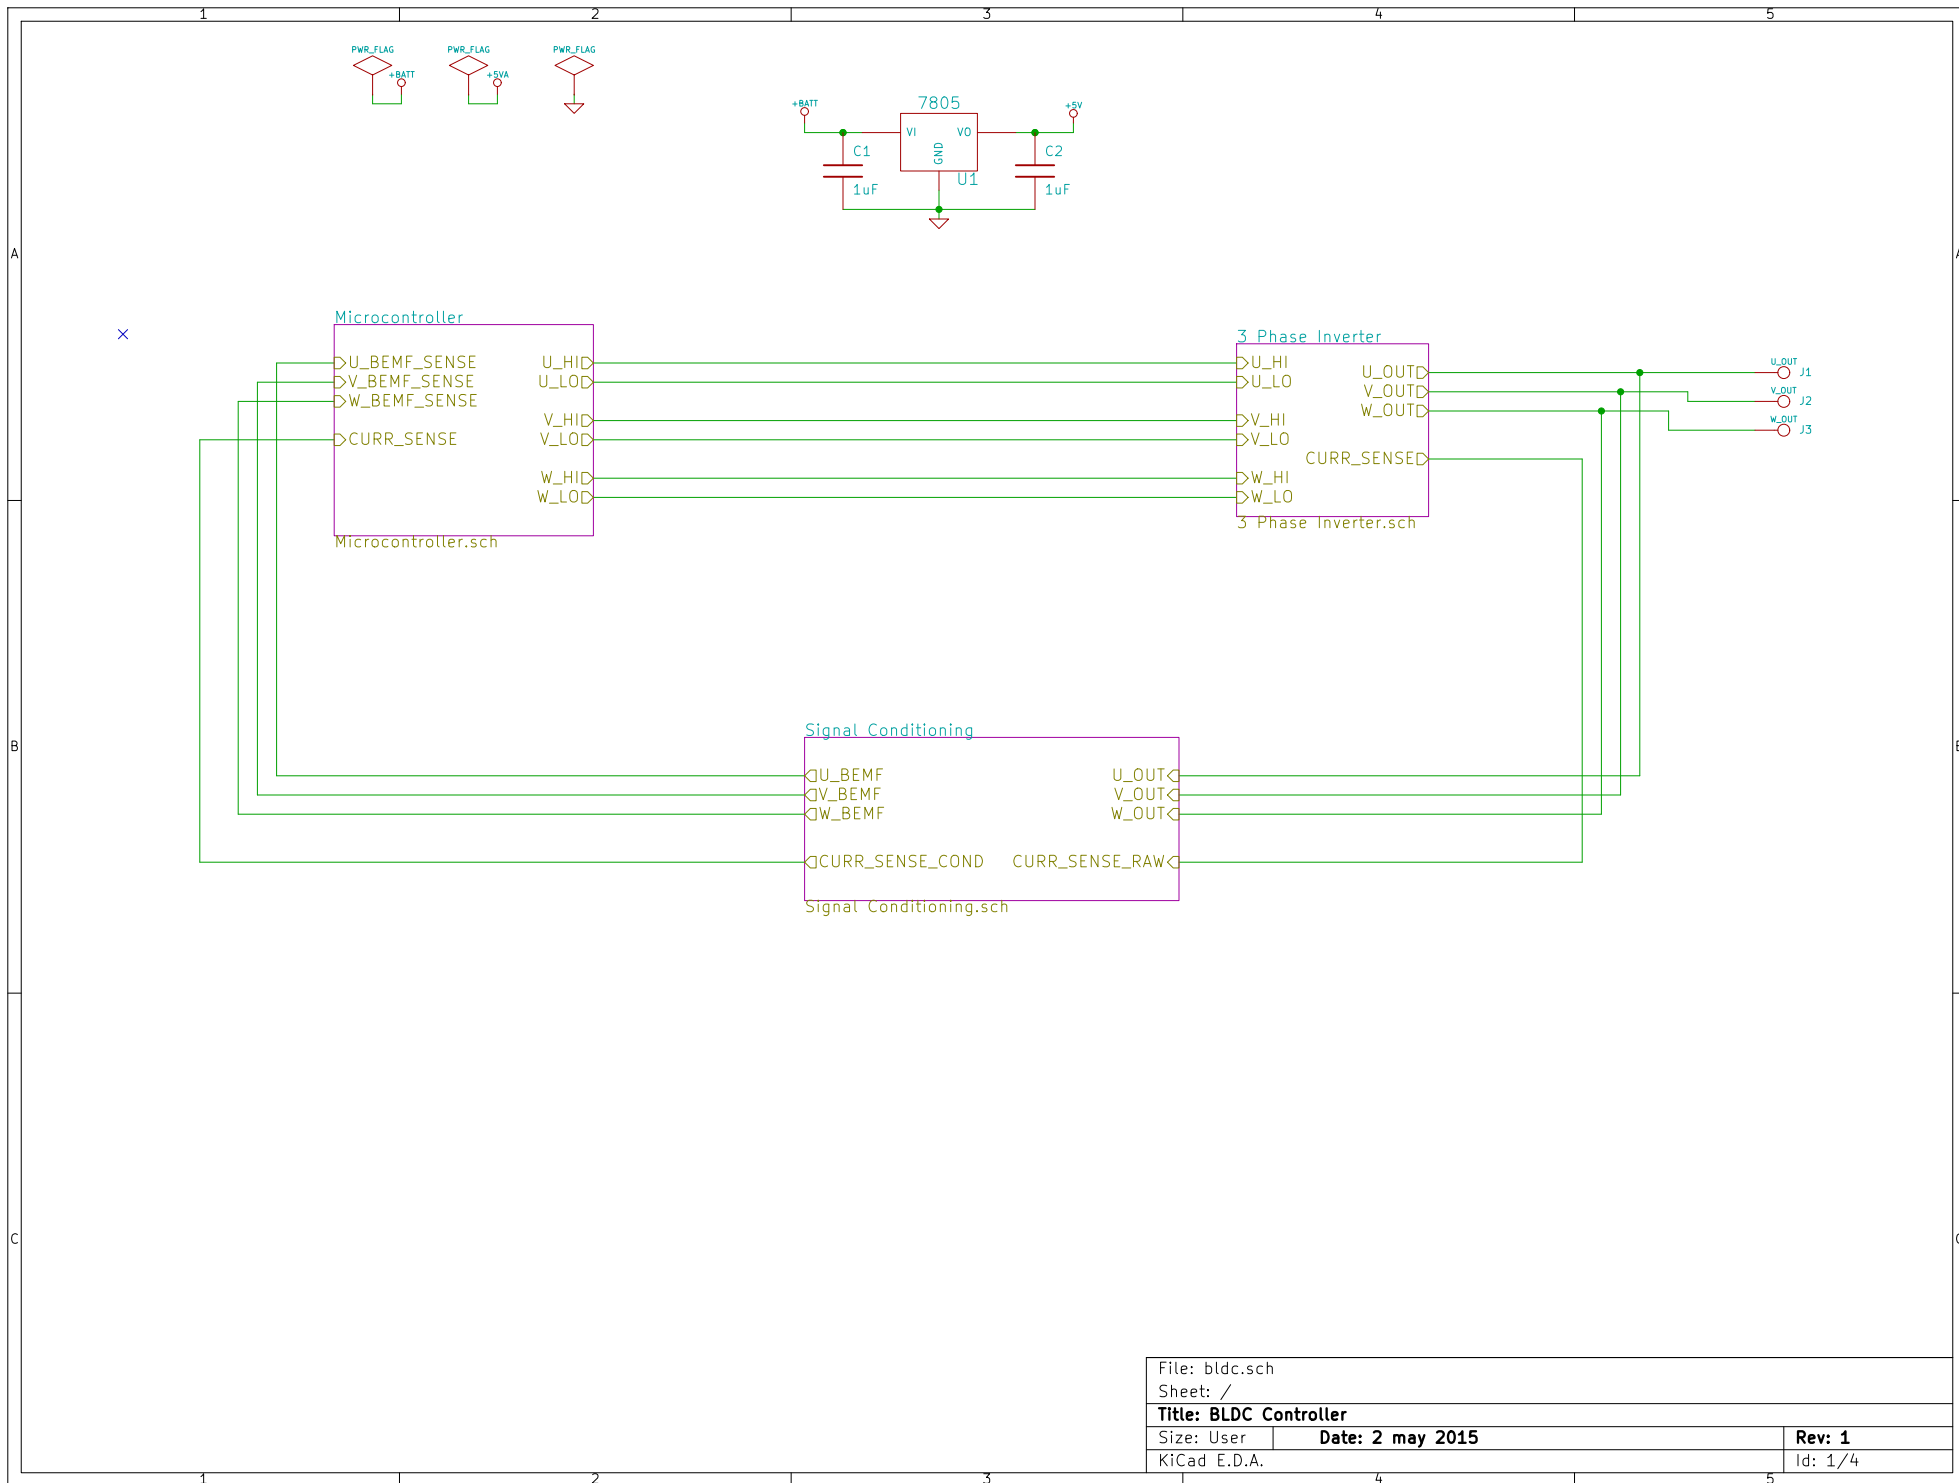 1 2 3 4 5
PWR_FLAG PWR_FLAG PWR_FLAG
+BATT +5VA
+BATT 7805 +5V
VI VO
GND
C1 C2
U1
1uF 1uF
A A
Microcontroller
U_BEMF_SENSE U_HI
V_BEMF_SENSE U_LO
W_BEMF_SENSE
V_HI
CURR_SENSE V_LO
W_HI
W_LO
Microcontroller.sch
3 Phase Inverter
U_HI U_OUT
U_LO V_OUT
W_OUT
V_HI
V_LO
CURR_SENSE
W_HI
W_LO
3 Phase Inverter.sch
U_OUT
J1
V_OUT
J2
W_OUT
J3
B
Signal Conditioning
U_BEMF U_OUT
V_BEMF V_OUT
W_BEMF W_OUT
CURR_SENSE_COND CURR_SENSE_RAW
Signal Conditioning.sch
C
File: bldc.sch
Sheet: /
Title: BLDC Controller
Size: User Date: 2 may 2015 Rev: 1
KiCad E.D.A. Id: 1/4
1 2 3 4 5